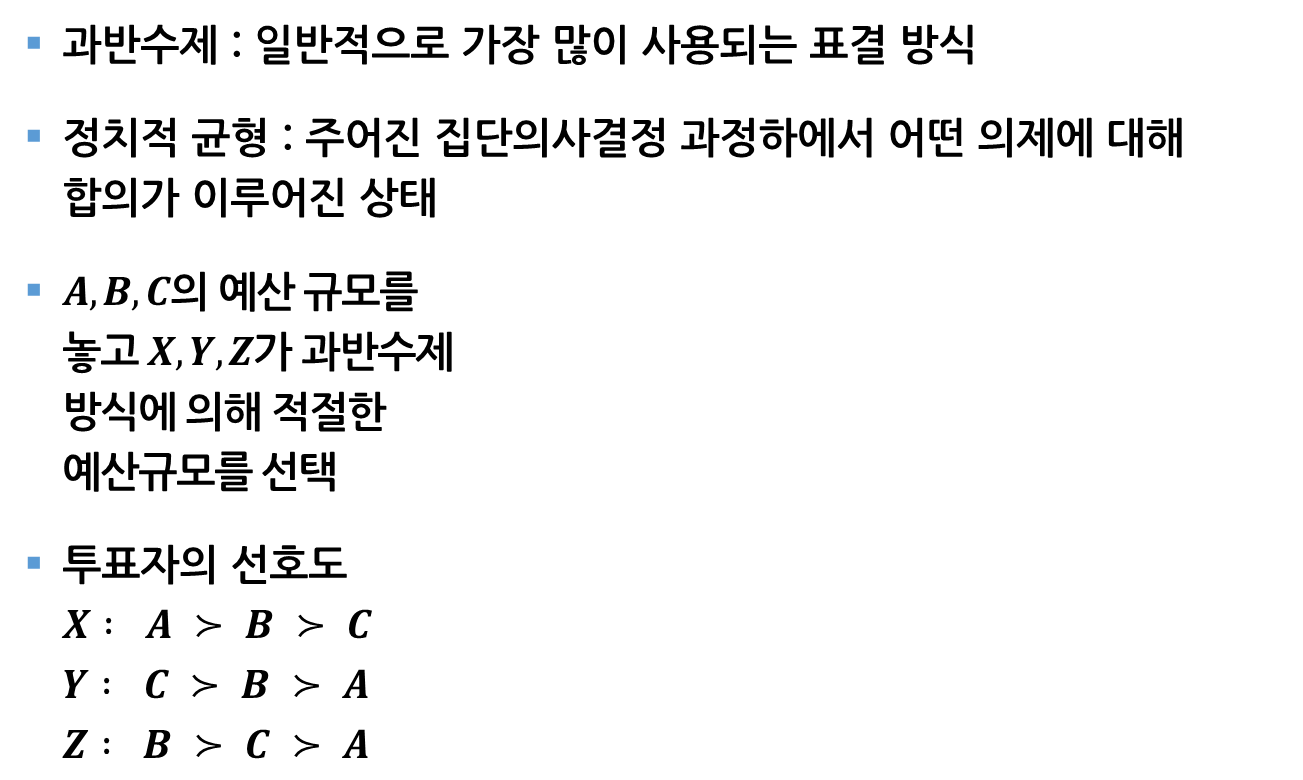 ▪ 과반수제 : 일반적으로 가장 많이 사용되는 표결 방식
▪ 정치적 균형 : 주어진 집단의사결정 과정하에서 어떤 의제에 대해
합의가 이루어진 상태
▪ A, B, C의 예산 규모를
놓고 X, Y, Z가 과반수제
방식에 의해 적절한
예산규모를 선택
▪ 투표자의 선호도
X : A ≻ B ≻ C
Y : C ≻ B ≻ A
Z : B ≻ C ≻ A